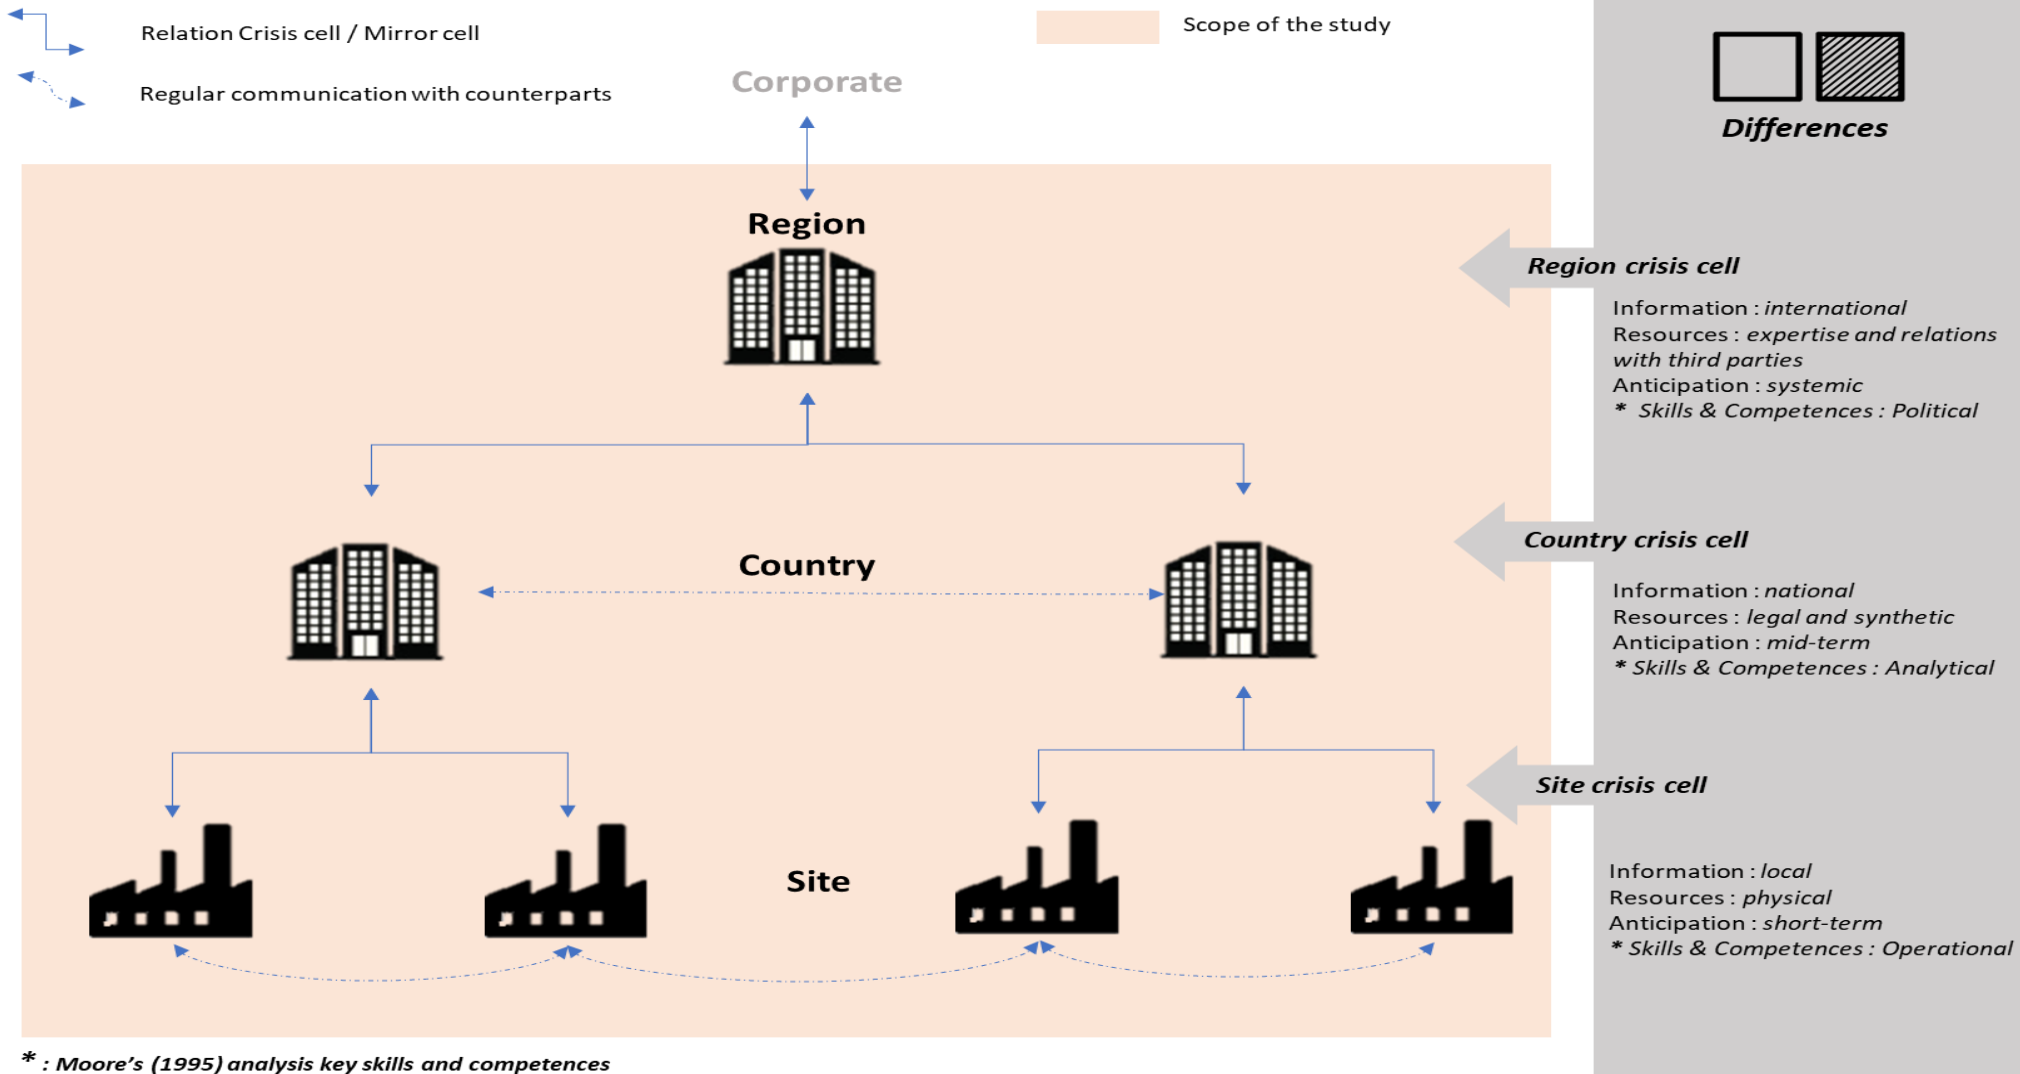 Relation Crisis cell / Mirror cell
Regular communication with counterparts
Scope of the study
Corporate
Region
Country
Site
Differences
Region crisis cell
Information : international
Resources : expertise and relations
with third parties
Anticipation : systemic
* Skills & Competences : Political
Country crisis cell
Information : national
Resources : legal and synthetic
Anticipation : mid-term
* Skills & Competences : Analytical
Site crisis cell
Information : local
Resources : physical
Anticipation : short-term
* Skills & Competences : Operational
* : Moore's (1995) analysis key skills and competences